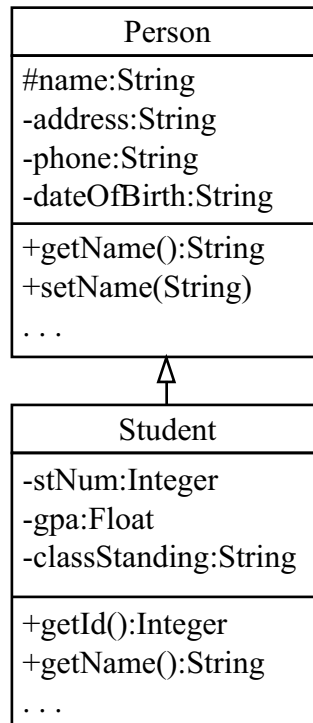 Person
#name:String
-address:String
-phone:String
-dateOfBirth:String
+getName():String
+setName(String)
. . .
Student
-stNum:Integer
-gpa:Float
-classStanding:String
+getId():Integer
+getName():String
. . .